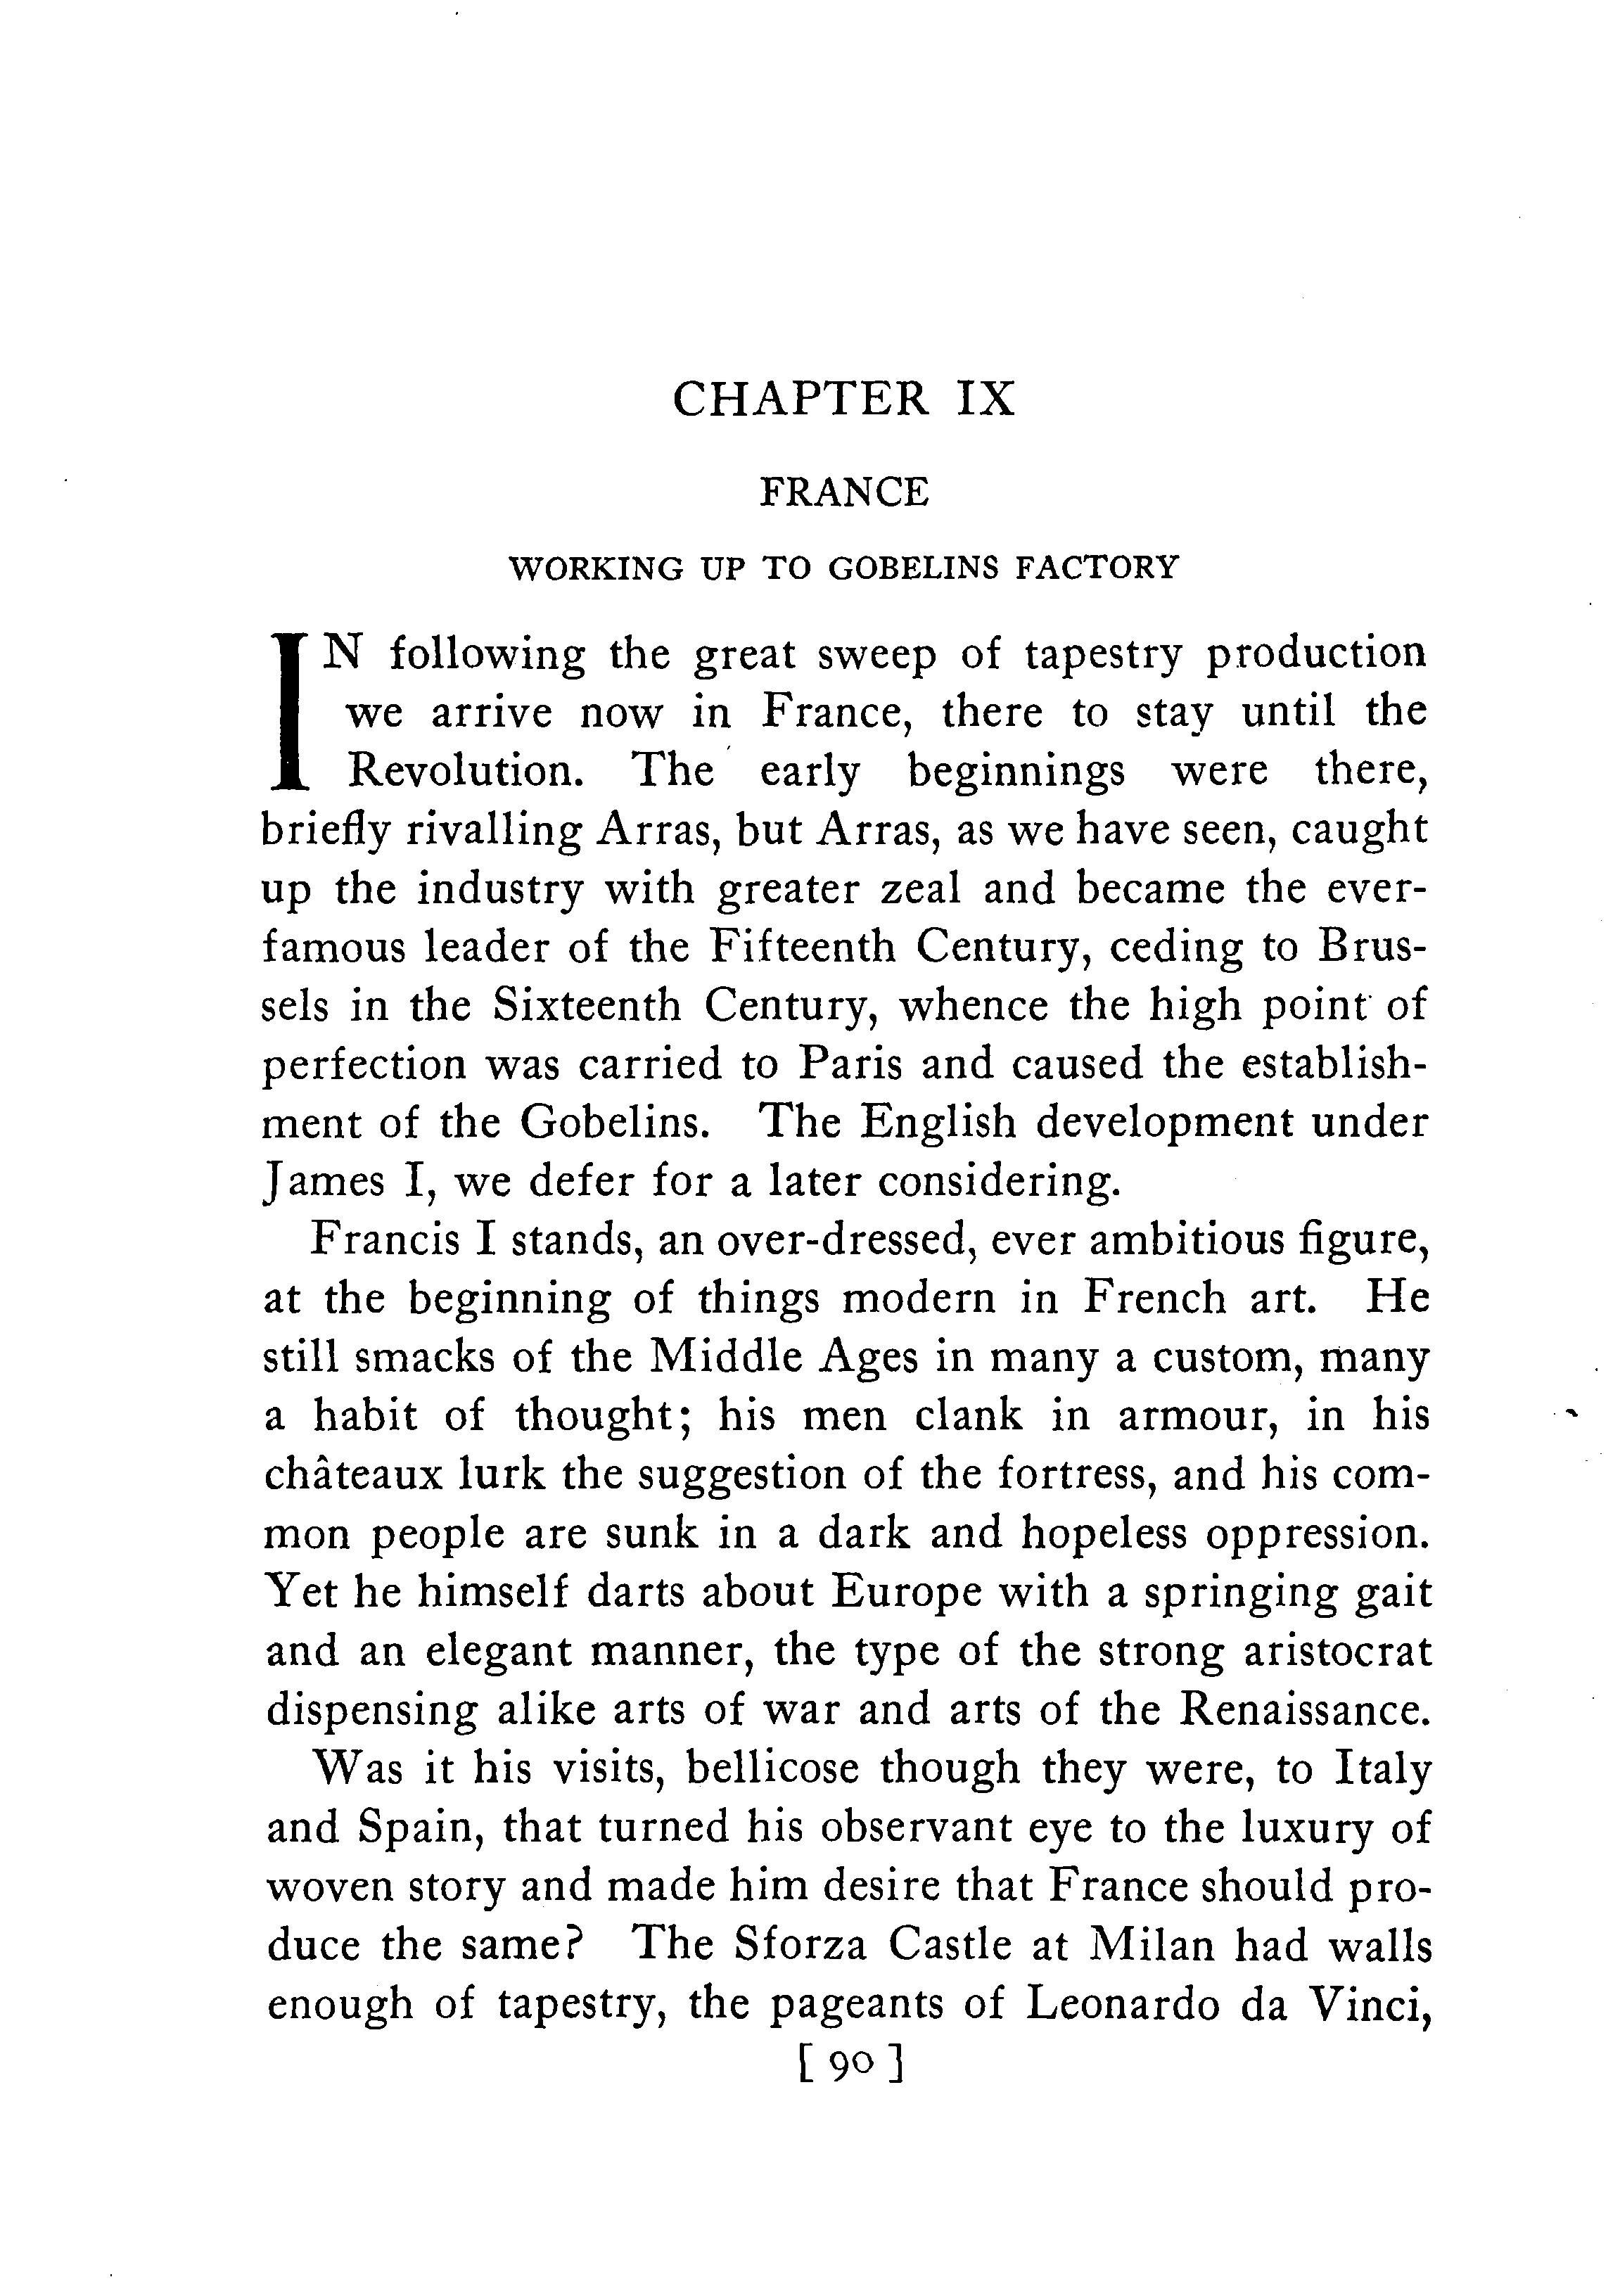 CHAPTER IX
FRANCE
WORKING UP TO GOBELINS FACTORY
IN following the great sweep of tapestry production
we arrive now in France, there to stay until the
Revolution. The early beginnings were there,
briefly rivalling Arras, but Arras, as we have seen, caught
up the industry with greater zeal and became the ever-
famous leader of the Fifteenth Century, ceding to Brus-
sels in the Sixteenth Century, whence the high point of
perfection was carried to Paris and caused the establish-
ment of the Gobelins. The English development under
James I, we defer for a later considering.
Francis I stands, an over-dressed, ever ambitious figure,
at the beginning of things modern in French art. He
still smacks of the Middle Ages in many a custom, many
a habit of thought; his men clank in armour, in his
châteaux lurk the suggestion of the fortress, and his com-
mon people are sunk in a dark and hopeless oppression.
Yet he himself darts about Europe with a springing gait
and an elegant manner, the type of the strong aristocrat
dispensing alike arts of war and arts of the Renaissance.
Was it his visits, bellicose though they were, to Italy
and Spain, that turned his observant eye to the luxury of
woven story and made him desire that France should pro-
duce the same? The Sforza Castle at Milan had walls
enough of tapestry, the pageants of Leonardo da Vinci,
[ 90 ]